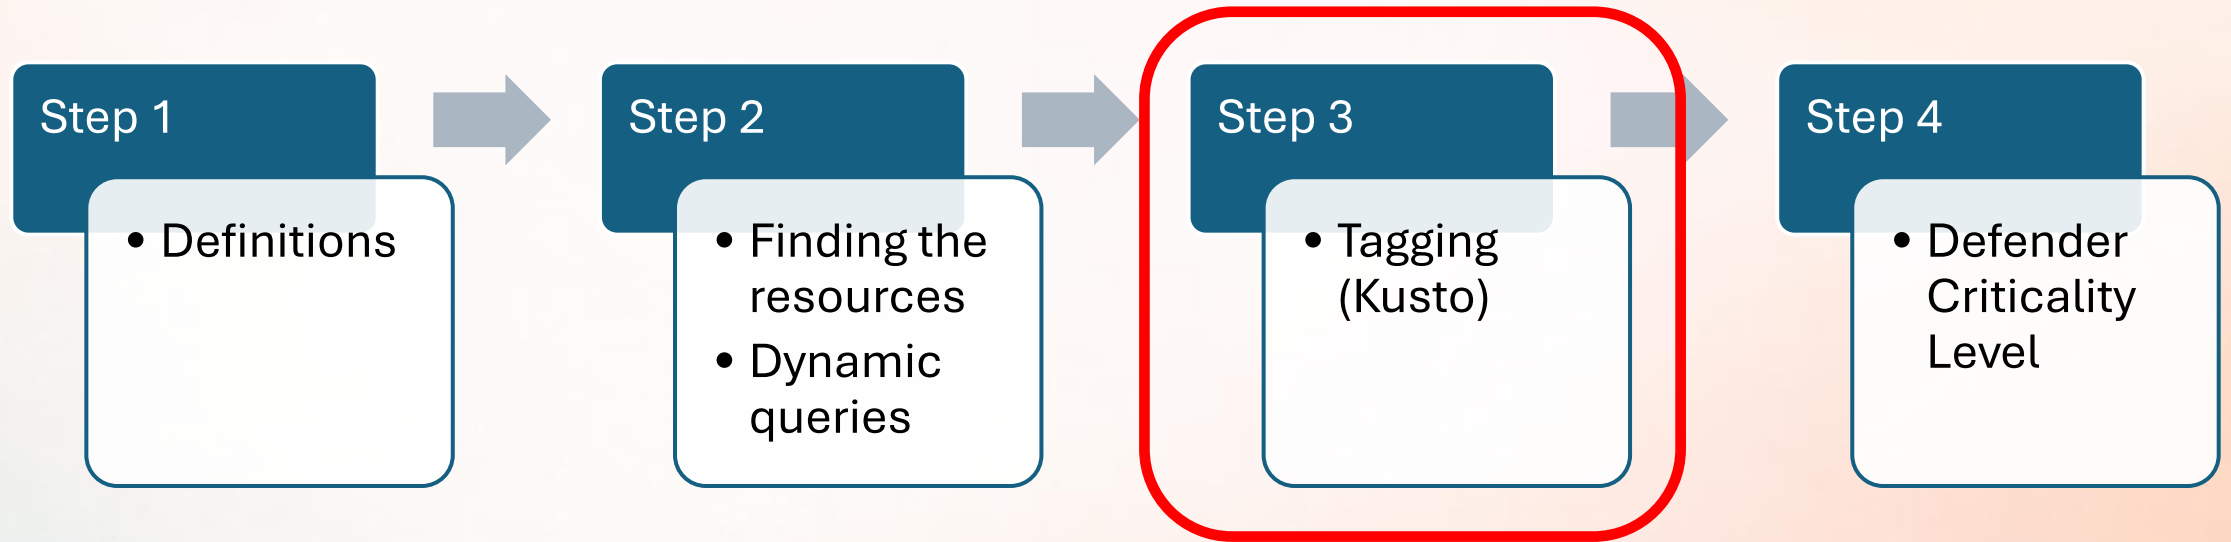 Step 1
• Definitions
Step 2
• Finding the
resources
• Dynamic
queries
Step 3
• Tagging
(Kusto)
Step 4
• Defender
Criticality
Level